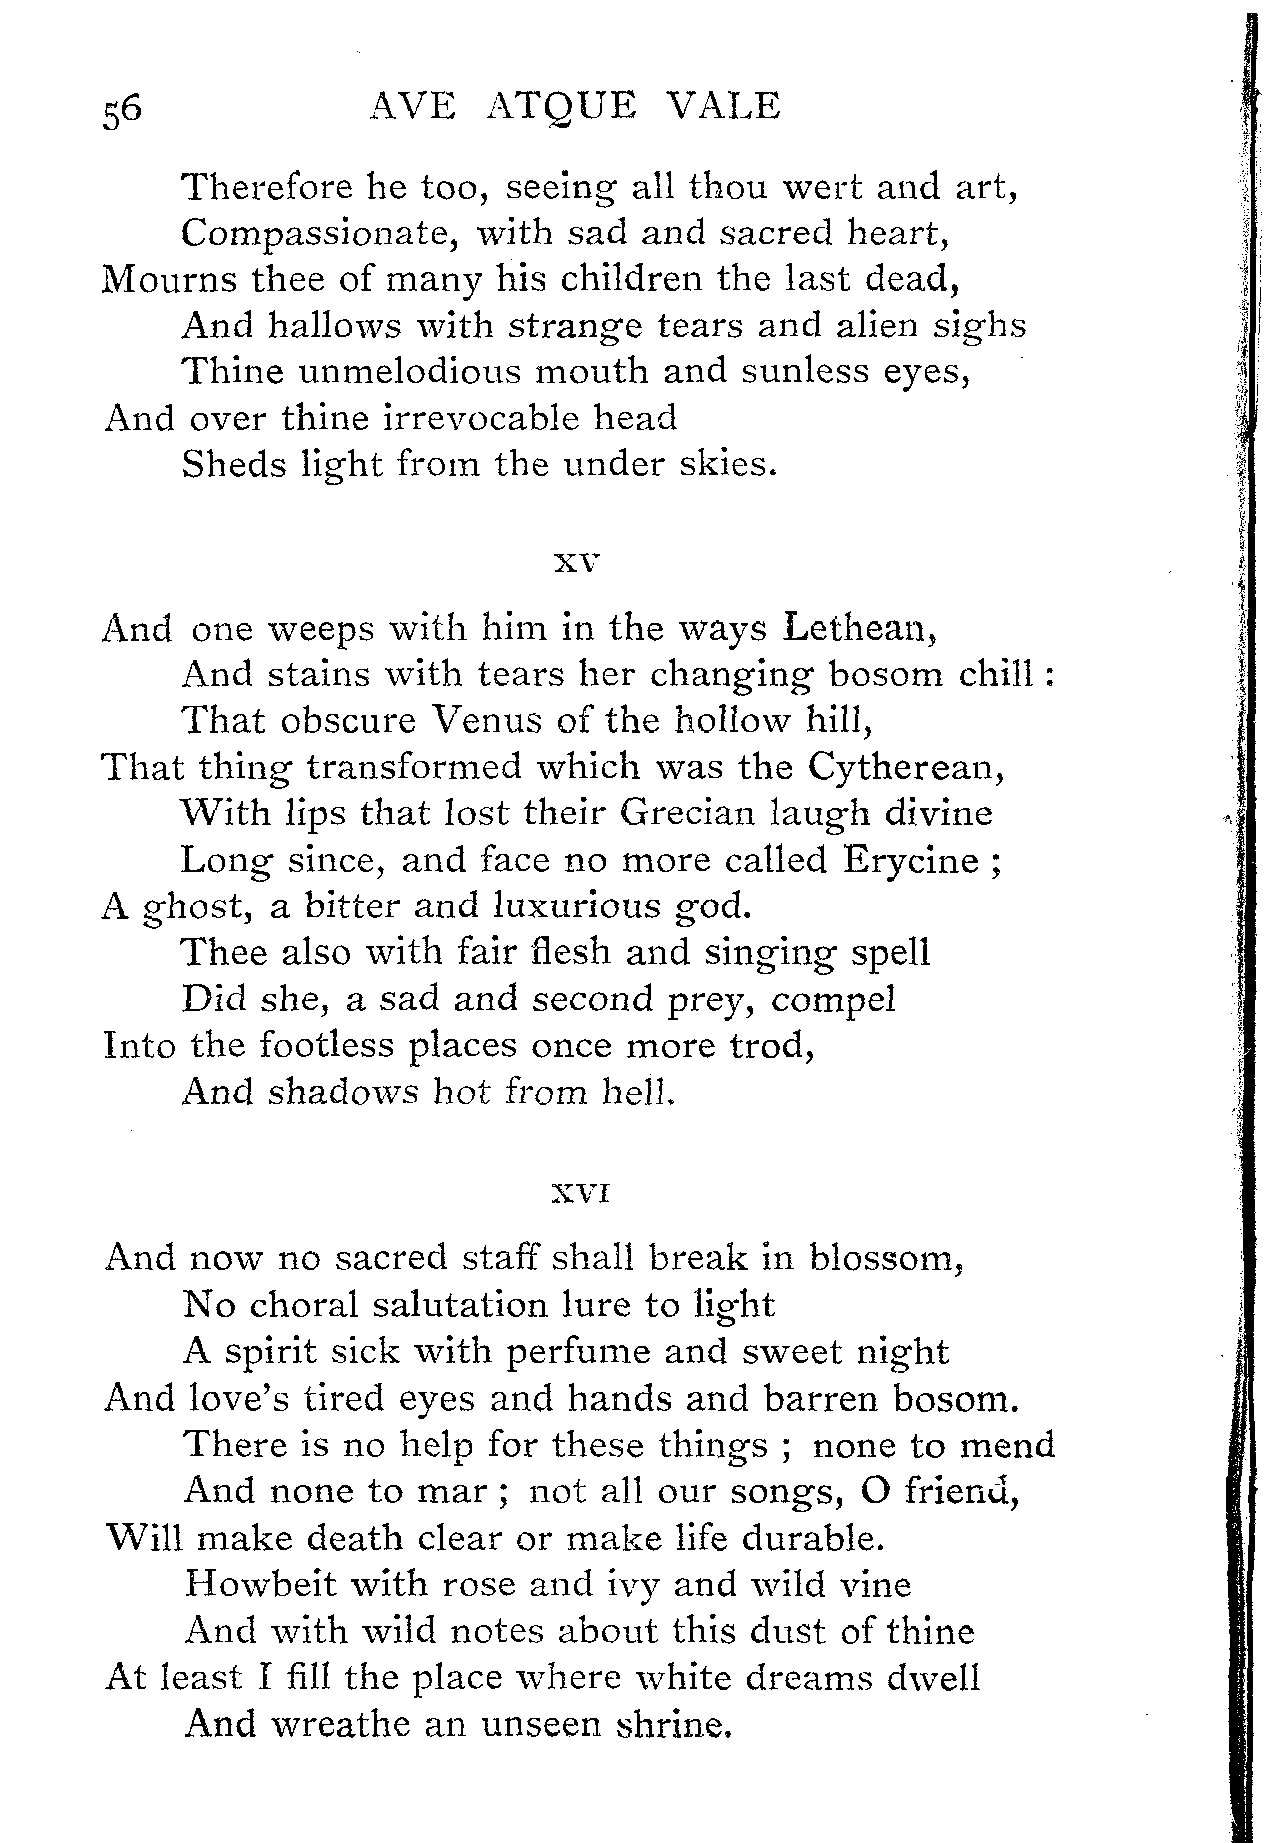 56 AVE ATQUE VALE
Therefore he too, seeing all thou wert and art,
Compassionate, with sad and sacred heart,
Mourns thee of many his children the last dead,
And hallows with strange tears and alien sighs
Thine unmelodious mouth and sunless eyes,
And over thine irrevocable head
Sheds light from the under skies.
XV
And one weeps with him in the ways Lethean,
And stains with tears her changing bosom chill :
That obscure Venus of the hollow hill,
That thing transformed which was the Cytherean,
With lips that lost their Grecian laugh divine
Long since, and face no more called Erycine ;
A ghost, a bitter and luxurious god.
Thee also with fair flesh and singing spell
Did she, a sad and second prey, compel
Into the footless places once more trod,
And shadows hot from hell.
XVI
And now no sacred staff shall break in blossom,
No choral salutation lure to light
A spirit sick with perfume and sweet night
And love's tired eyes and hands and barren bosom.
There is no help for these things ; none to mend
And none to mar ; not all our songs, O friend,
Will make death clear or make life durable.
Howbeit with rose and ivy and wild vine
And with wild notes about this dust of thine
At least I fill the place where white dreams dwell
And wreathe an unseen shrine.